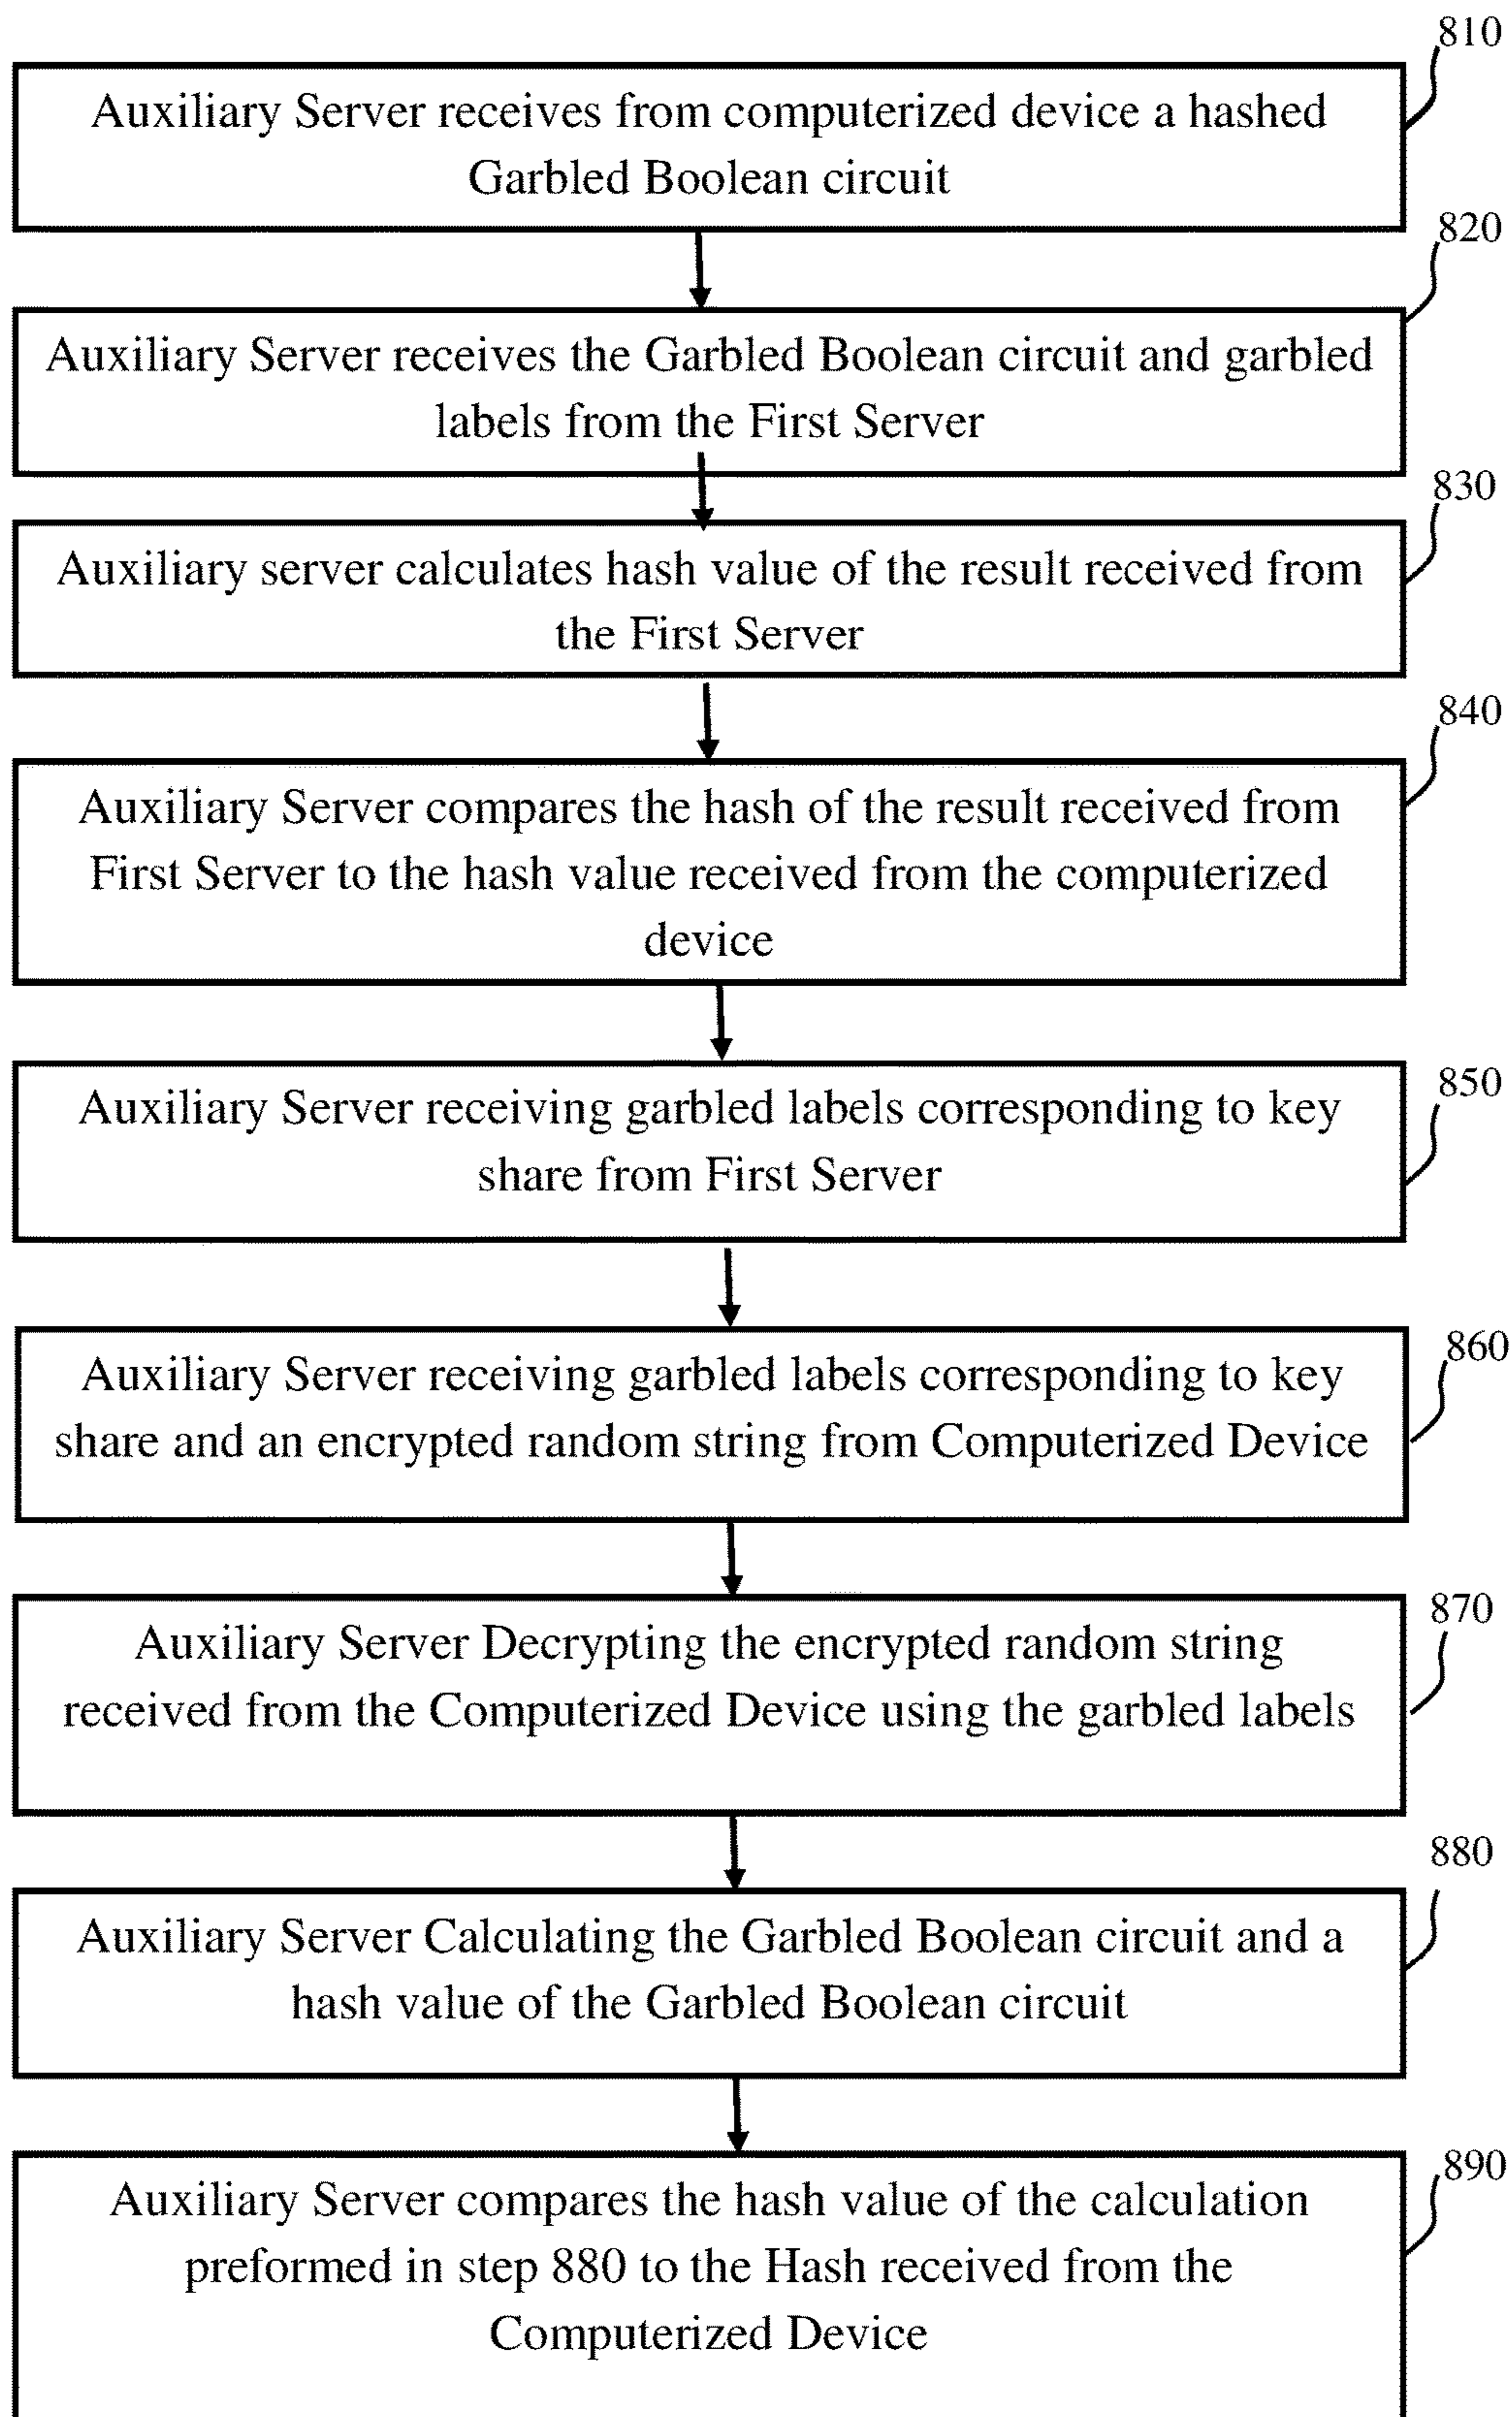 810
Auxiliary Server receives from computerized device a hashed
Garbled Boolean circuit
820
Auxiliary Server receives the Garbled Boolean circuit and garbled
labels from the First Server
830
Auxiliary server calculates hash value of the result received from
the First Server
840
Auxiliary Server compares the hash of the result received from
First Server to the hash value received from the computerized
device
850
Auxiliary Server receiving garbled labels corresponding to key
share from First Server
860
Auxiliary Server receiving garbled labels corresponding to key
share and an encrypted random string from Computerized Device
870
Auxiliary Server Decrypting the encrypted random string
received from the Computerized Device using the garbled labels
880
Auxiliary Server Calculating the Garbled Boolean circuit and a
hash value of the Garbled Boolean circuit
890
Auxiliary Server compares the hash value of the calculation
preformed in step 880 to the Hash received from the
Computerized Device